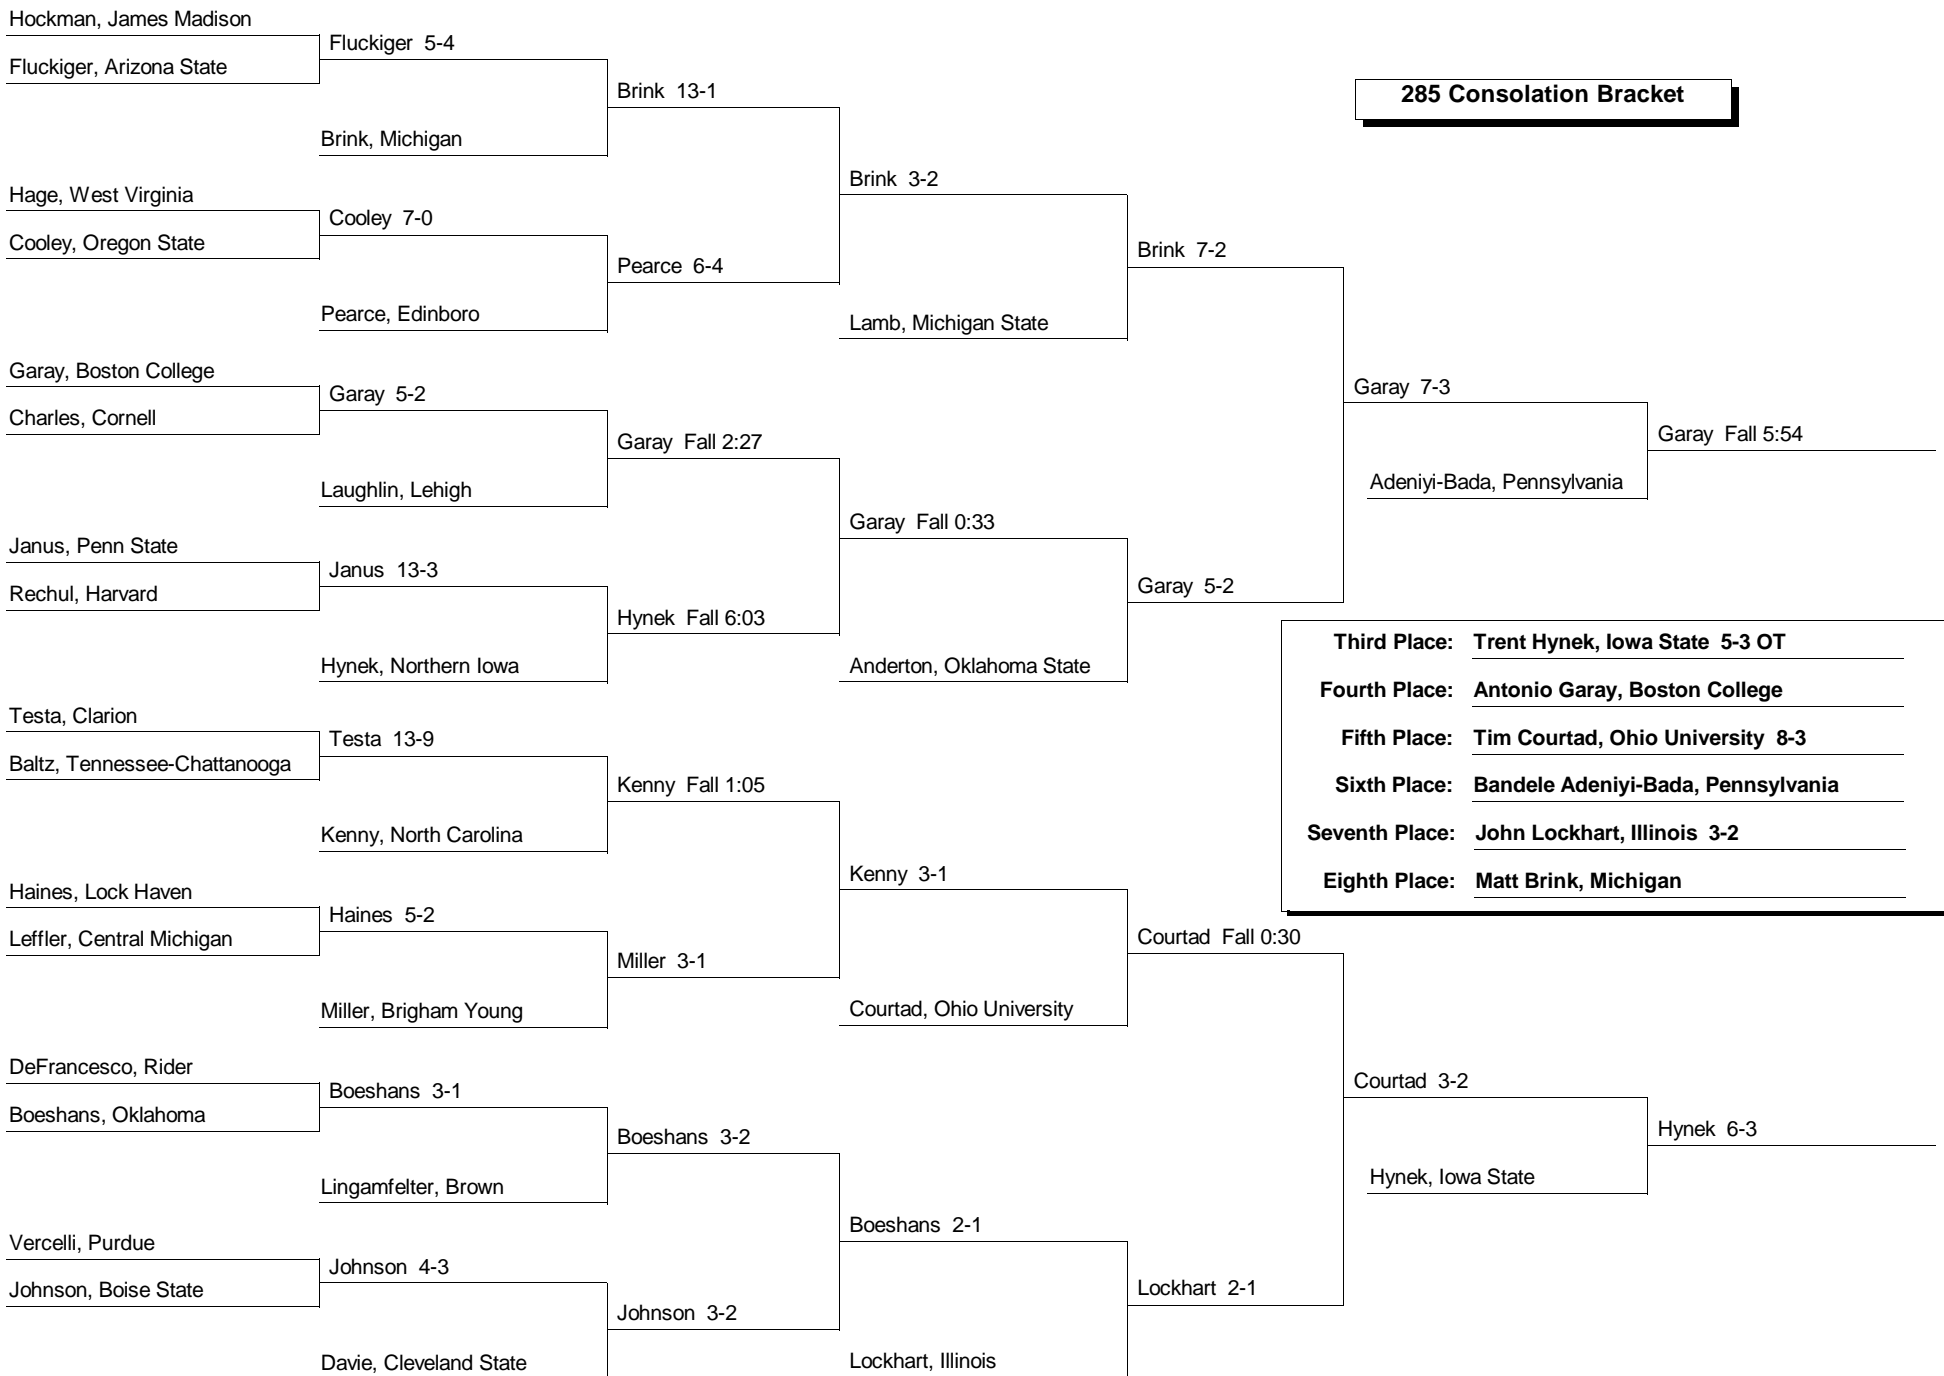 Hockman, James Madison
Fluckiger 5-4
Fluckiger, Arizona State
Brink 13-1
285 Consolation Bracket
Brink, Michigan
Brink 3-2
Hage, West Virginia
Cooley 7-0
Cooley, Oregon State
Brink 7-2
Pearce 6-4
Pearce, Edinboro
Lamb, Michigan State
Garay, Boston College
Garay 5-2
Garay 7-3
Charles, Cornell
Garay Fall 2:27
Garay Fall 5:54
Laughlin, Lehigh
Adeniyi-Bada, Pennsylvania
Garay Fall 0:33
Janus, Penn State
Janus 13-3
Rechul, Harvard
Garay 5-2
Hynek Fall 6:03
Hynek, Northern Iowa
Anderton, Oklahoma State
Third Place: Trent Hynek, Iowa State 5-3 OT
Fourth Place: Antonio Garay, Boston College
Fifth Place: Tim Courtad, Ohio University 8-3
Sixth Place: Bandele Adeniyi-Bada, Pennsylvania
Seventh Place: John Lockhart, Illinois 3-2
Eighth Place: Matt Brink, Michigan
Testa, Clarion
Testa 13-9
Baltz, Tennessee-Chattanooga
Kenny Fall 1:05
Kenny, North Carolina
Kenny 3-1
Haines, Lock Haven
Haines 5-2
Leffler, Central Michigan
Courtad Fall 0:30
Miller 3-1
Miller, Brigham Young
Courtad, Ohio University
DeFrancesco, Rider
Boeshans 3-1
Courtad 3-2
Boeshans, Oklahoma
Boeshans 3-2
Hynek 6-3
Lingamfelter, Brown
Hynek, Iowa State
Boeshans 2-1
Vercelli, Purdue
Johnson 4-3
Johnson, Boise State
Lockhart 2-1
Johnson 3-2
Davie, Cleveland State
Lockhart, Illinois